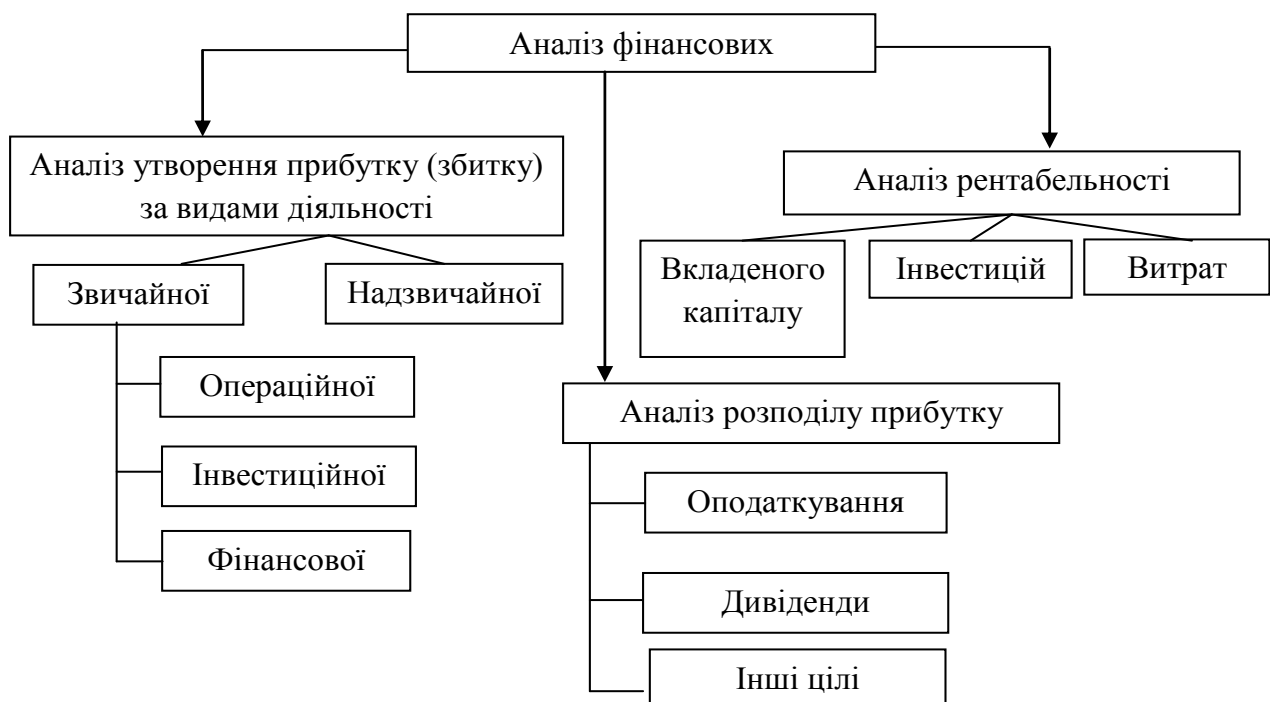 Аналіз фінансових
Аналіз утворення прибутку (збитку)
за видами діяльності
Аналіз рентабельності
Вкладеного
капіталу
Інвестицій
Витрат
Звичайної
Надзвичайної
Операційної
Інвестиційної
Фінансової
Аналіз розподілу прибутку
Оподаткування
Дивіденди
Інші цілі